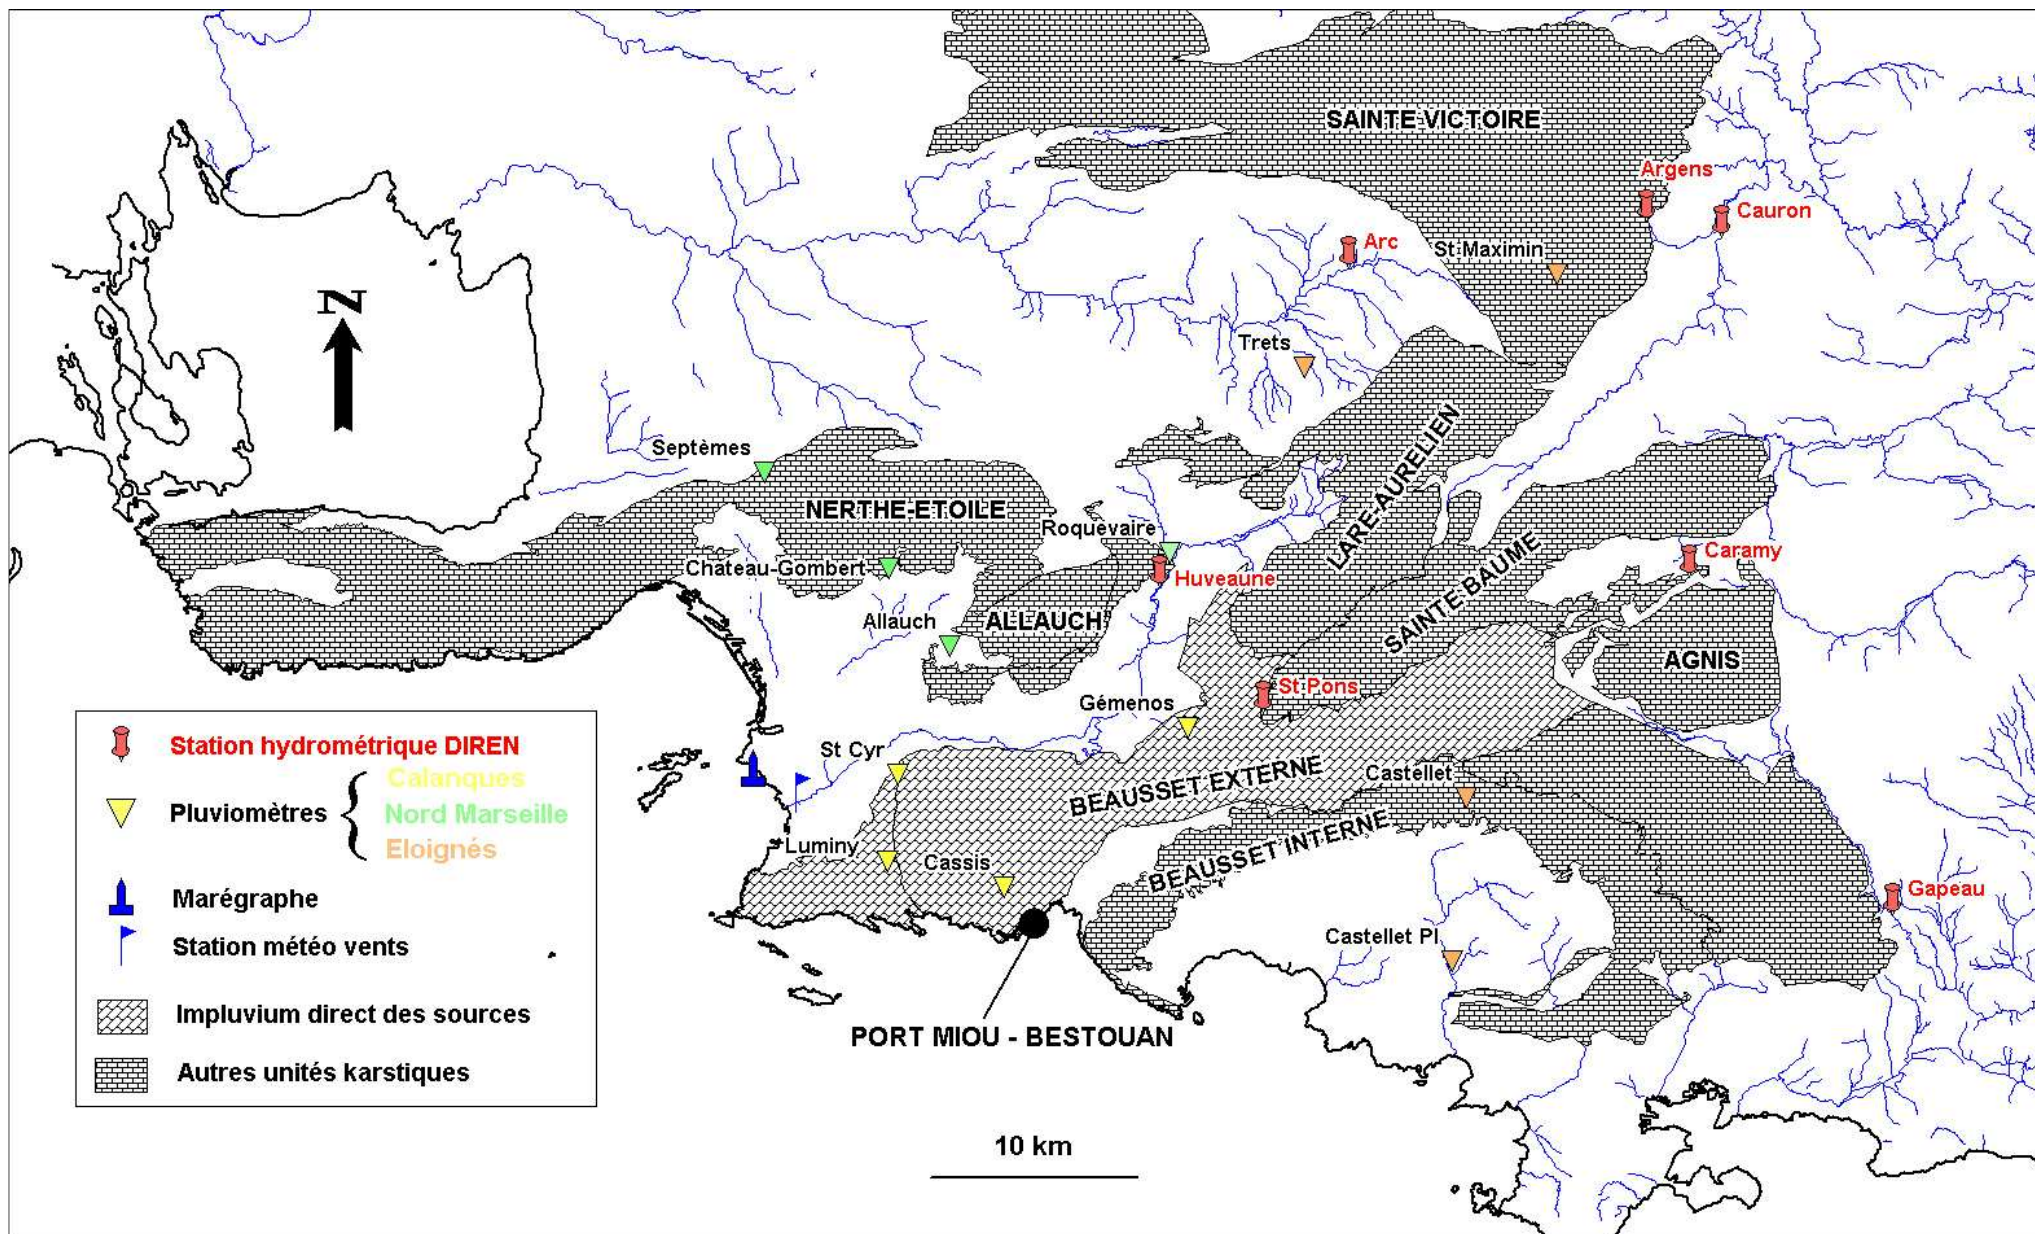 SAINTE VICTOIRE
Argens
Cauron
Arc
St Maximin
N
Trets
Septèmes
NERTHE-ETOILE
LARE-AURELIEN
Roquevaire
Château-Gombert
Huveaune
SAINTE BAUME
Caramy
Allauch
ALLAUCH
AGNIS
St Pons
Gémenos
St Cyr
BEAUSSET EXTERNE
Castellet
BEAUSSET INTERNE
Luminy
Cassis
Gapeau
Castellet Pl
PORT MIOU - BESTOUAN
Station hydrométrique DIREN
Calanques
Pluviomètres
Nord Marseille
Eloignés
Marégraphe
Station météo vents
Impluvium direct des sources
Autres unités karstiques
10 km